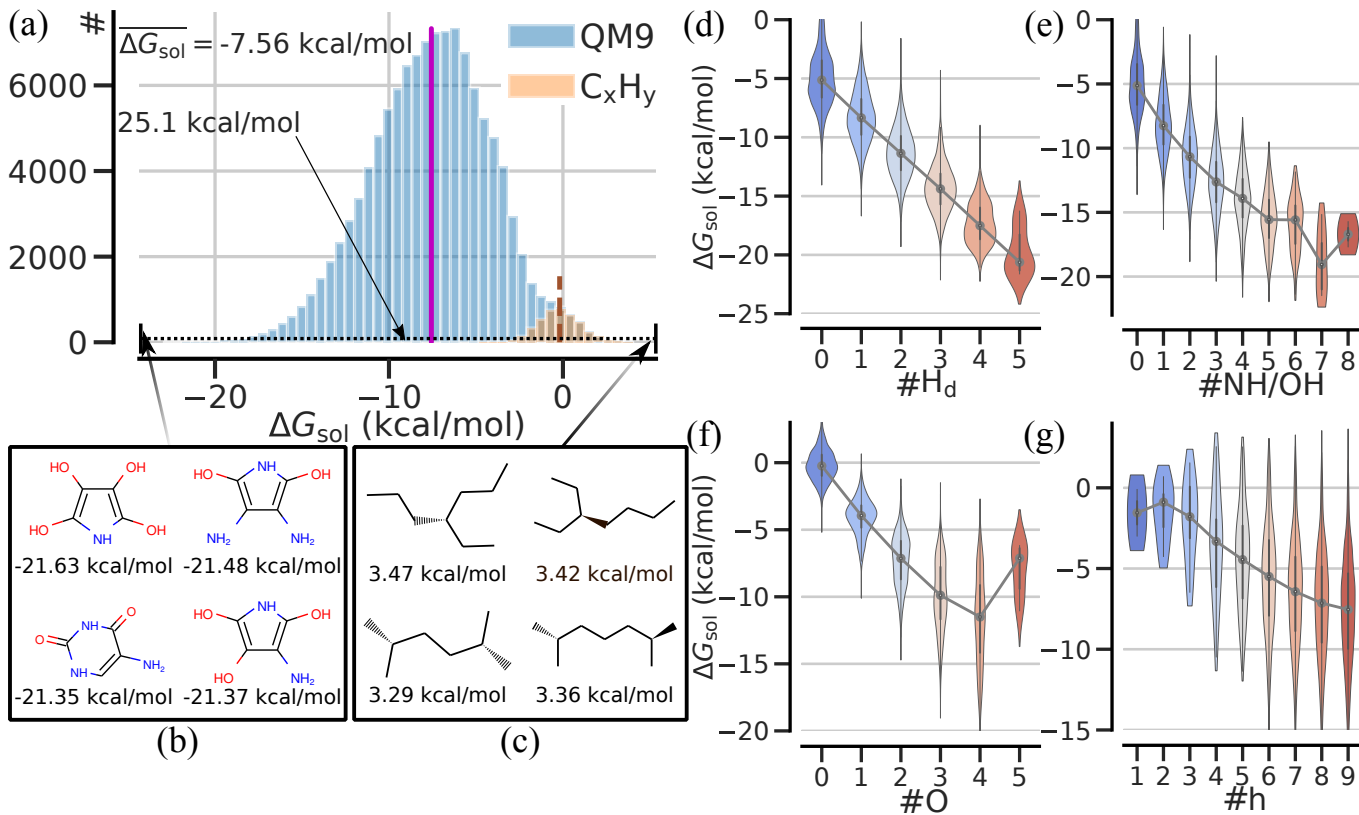 (a)
#
ΔG_sol = -7.56 kcal/mol
QM9
CxHy
25.1 kcal/mol
6000
4000
2000
0
−20
−10
0
ΔG_sol (kcal/mol)
HO
OH
HO
OH
NH
-21.63 kcal/mol
NH
HO
OH
NH₂
NH₂
-21.48 kcal/mol
O
NH
O
NH
NH₂
-21.35 kcal/mol
NH
HO
OH
HO
NH₂
-21.37 kcal/mol
(b)
3.47 kcal/mol
3.42 kcal/mol
3.29 kcal/mol
3.36 kcal/mol
(c)
(d)
ΔG_sol (kcal/mol)
0
−5
−10
−15
−20
−25
0 1 2 3 4 5
#H_d
(e)
0
−5
−10
−15
−20
0 1 2 3 4 5 6 7 8
#NH/OH
(f)
ΔG_sol (kcal/mol)
0
−5
−10
−15
−20
0 1 2 3 4 5
#O
(g)
0
−5
−10
−15
1 2 3 4 5 6 7 8 9
#h